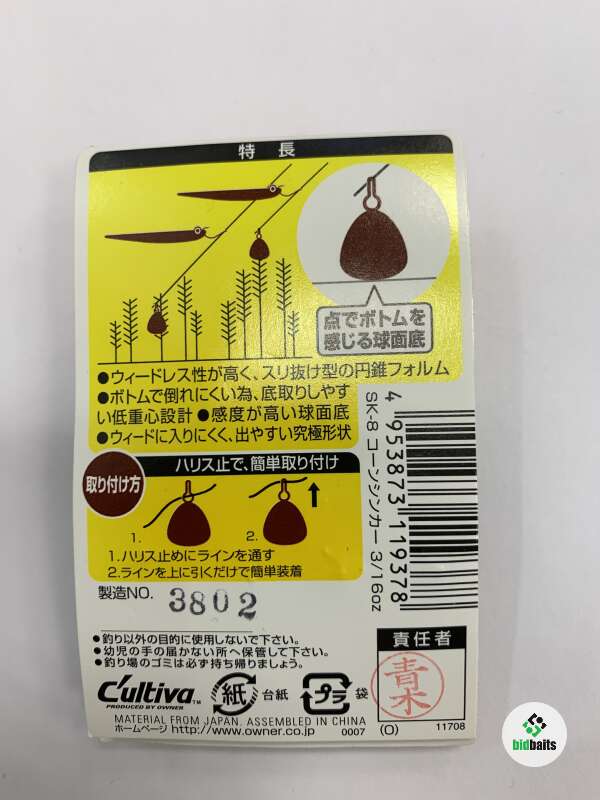 特長
点でボトムを
感じる球面底
●ウィードレス性が高く、スリ抜け型の円錐フォルム
●ボトムで倒れにくい為、底取りしやす
い低重心設計 ●感度が高い球面底
●ウィードに入りにくく、出やすい究極形状
取り付け方
ハリス止で、簡単取り付け
1.
2.
1.ハリス止めにラインを通す
2.ラインを上に引くだけで簡単装着
4 953873 119378
SK-8 コーンシンカー 3/16oz
製造NO. 3802
●釣り以外の目的に使用しないで下さい。
●幼児の手の届かない所へ保管して下さい。
●釣り場のゴミは必ず持ち帰りましょう。
責任者
青木
C'ultiva™
PRODUCED BY OWNER
紙 台紙 プラ 袋
MATERIAL FROM JAPAN. ASSEMBLED IN CHINA
ホームページ http://www.owner.co.jp 0007 (O) 11708
bidbaits